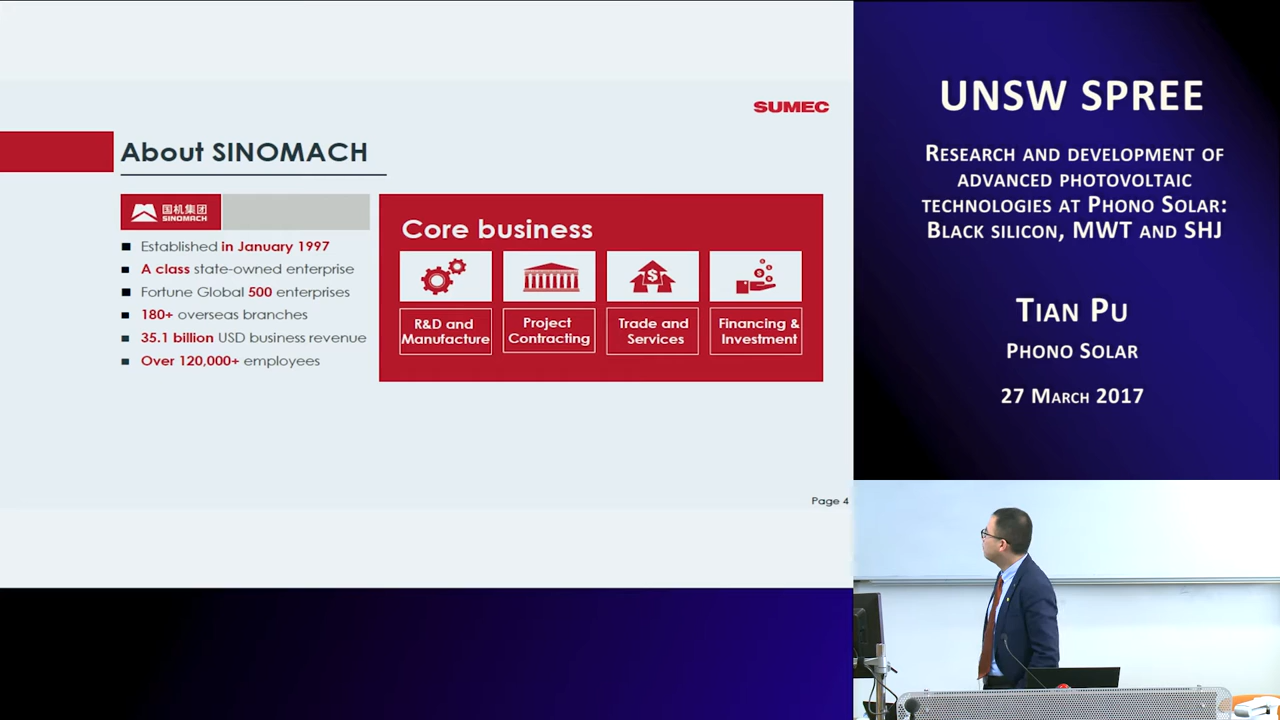 SUMEC
About SINOMACH
国机集团
SINOMACH
Established in January 1997
A class state-owned enterprise
Fortune Global 500 enterprises
180+ overseas branches
35.1 billion USD business revenue
Over 120,000+ employees
Core business
R&D and
Manufacture
Project
Contracting
Trade and
Services
Financing &
Investment
Page 4
UNSW SPREE
Research and development of
advanced photovoltaic
technologies at Phono Solar:
Black silicon, MWT and SHJ
Tian Pu
Phono Solar
27 March 2017